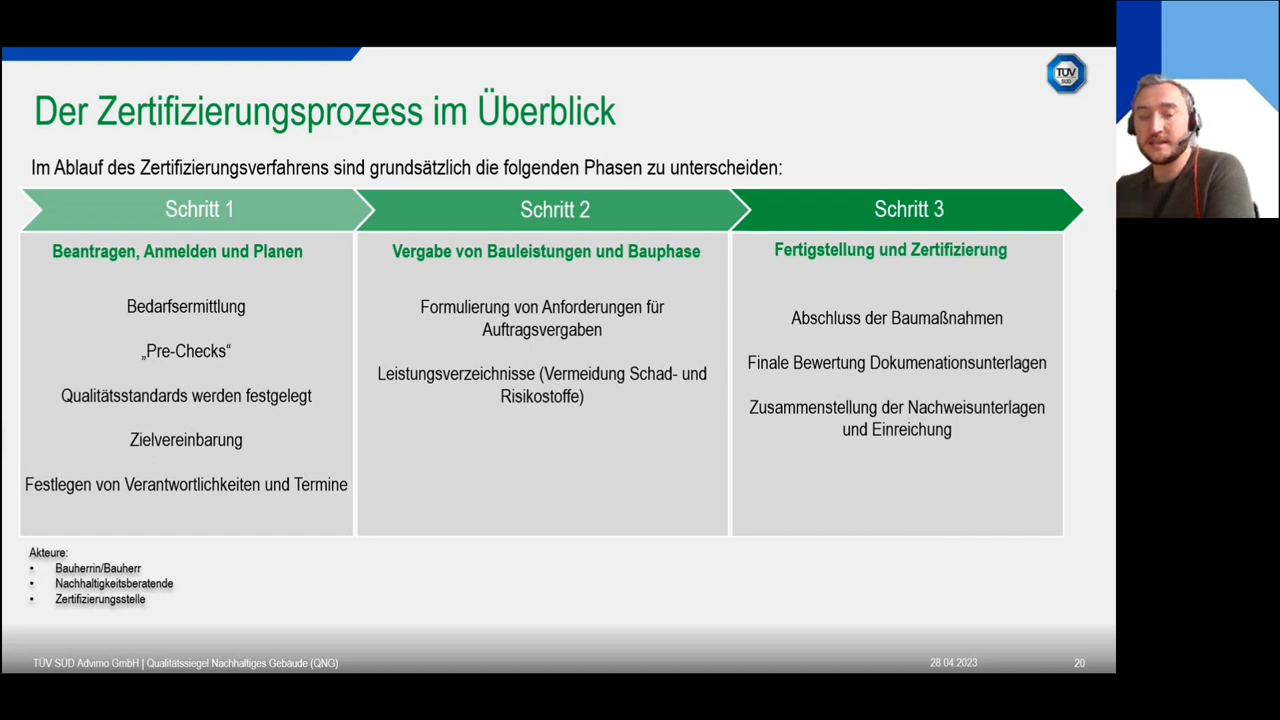 TÜV
SÜD
Der Zertifizierungsprozess im Überblick
Im Ablauf des Zertifizierungsverfahrens sind grundsätzlich die folgenden Phasen zu unterscheiden:
Schritt 1
Beantragen, Anmelden und Planen
Bedarfsermittlung
„Pre-Checks“
Qualitätsstandards werden festgelegt
Zielvereinbarung
Festlegen von Verantwortlichkeiten und Termine
Schritt 2
Vergabe von Bauleistungen und Bauphase
Formulierung von Anforderungen für
Auftragsvergaben
Leistungsverzeichnisse (Vermeidung Schad- und
Risikostoffe)
Schritt 3
Fertigstellung und Zertifizierung
Abschluss der Baumaßnahmen
Finale Bewertung Dokumenationsunterlagen
Zusammenstellung der Nachweisunterlagen
und Einreichung
Akteure:
• Bauherrin/Bauherr
• Nachhaltigkeitsberatende
• Zertifizierungsstelle
TÜV SÜD Advimo GmbH | Qualitätssiegel Nachhaltiges Gebäude (QNG)
28.04.2023
20